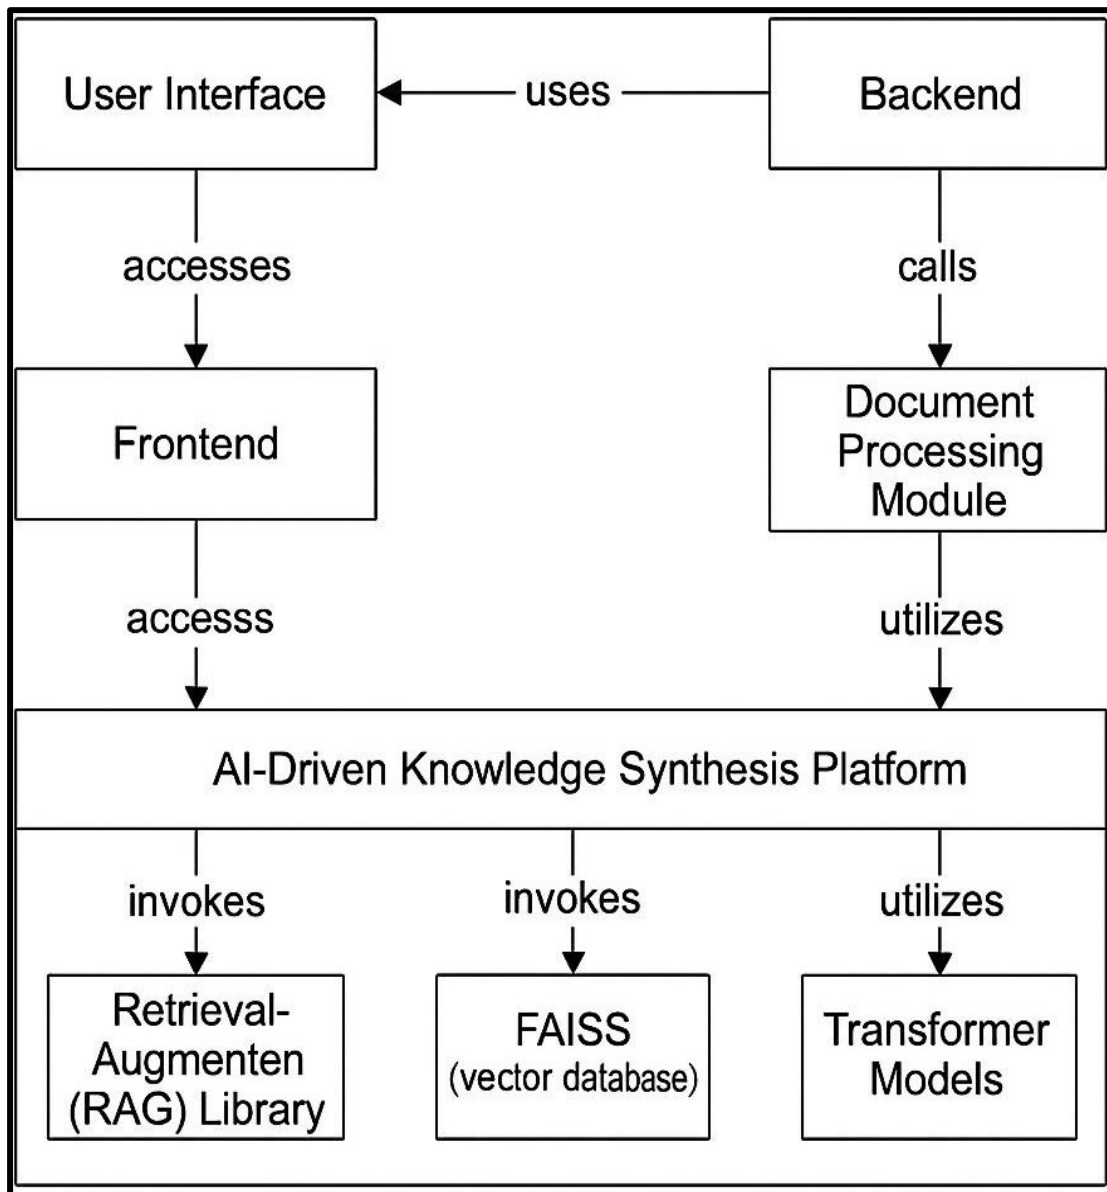 User Interface
uses
Backend
accesses
calls
Frontend
Document
Processing
Module
accesss
utilizes
AI-Driven Knowledge Synthesis Platform
invokes
invokes
utilizes
Retrieval-
Augmenten
(RAG) Library
FAISS
(vector database)
Transformer
Models